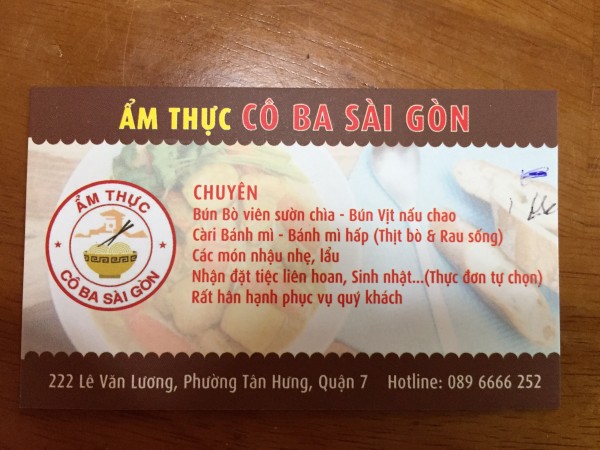 ẨM THỰC CÔ BA SÀI GÒN
ẨM THỰC
CÔ BA SÀI GÒN
CHUYÊN
Bún Bò viên sườn chìa - Bún Vịt nấu chao
Càri Bánh mì - Bánh mì hấp (Thịt bò & Rau sống)
Các món nhậu nhẹ, lẩu
Nhận đặt tiệc liên hoan, Sinh nhật...(Thực đơn tự chọn)
Rất hân hạnh phục vụ quý khách
222 Lê Văn Lương, Phường Tân Hưng, Quận 7 Hotline: 089 6666 252